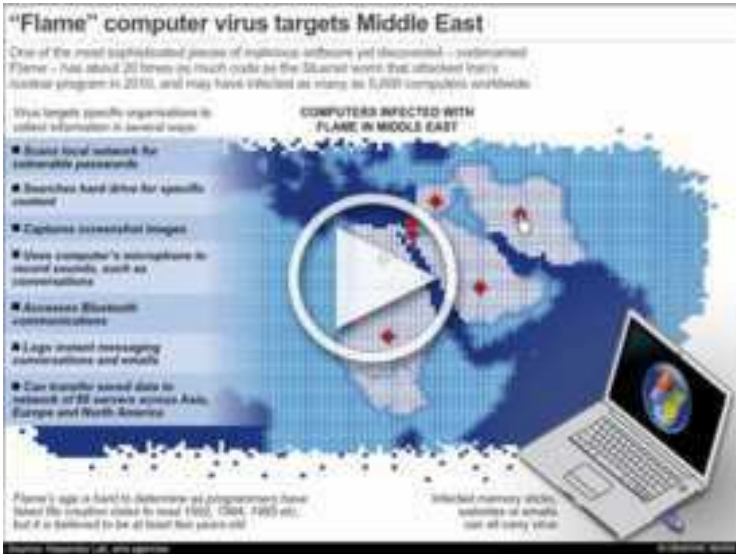 "Flame" computer virus targets Middle East
One of the most sophisticated pieces of malicious software yet discovered – codenamed
Flame – has about 20 times as much code as the Stuxnet worm that attacked Iran's
nuclear program in 2010, and may have infected as many as 5,000 computers worldwide
Virus targets specific organisations to
collect information in several ways:
■ Scans local network for
vulnerable passwords
■ Searches hard drive for specific
content
■ Captures screenshot images
■ Uses computer's microphone to
record sounds, such as
conversations
■ Accesses Bluetooth
communications
■ Logs instant messaging
conversations and emails
■ Can transfer saved data to
network of 80 servers across Asia,
Europe and North America
COMPUTERS INFECTED WITH
FLAME IN MIDDLE EAST
Flame's age is hard to determine as programmers have
faked file creation dates to read 1992, 1994, 1995 etc,
but it is believed to be at least two years old
Infected memory sticks,
websites or emails
can all carry virus